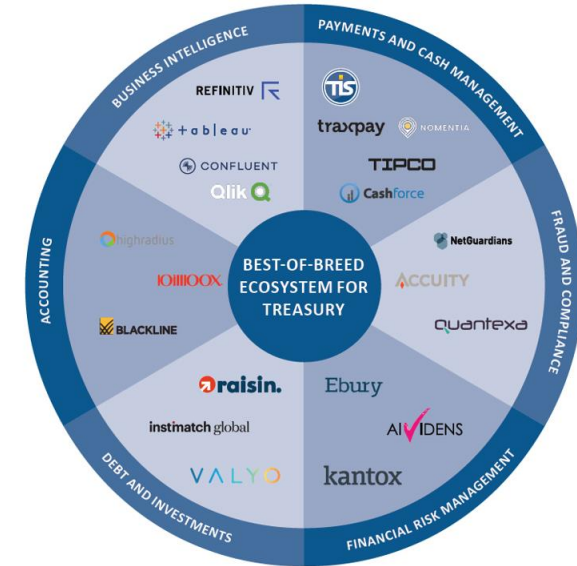 BUSINESS INTELLIGENCE
REFINITIV
+ a b l e a u
CONFLUENT
Qlik
PAYMENTS AND CASH MANAGEMENT
TIS
traxpay
NOMENTIA
TIPCO
Cashforce
FRAUD AND COMPLIANCE
NetGuardians
ACCUITY
quantexa
FINANCIAL RISK MANAGEMENT
Ebury
AIVIDENS
kantox
DEBT AND INVESTMENTS
raisin.
instimatch global
VALYO
ACCOUNTING
highradius
BLACKLINE
BEST-OF-BREED
ECOSYSTEM FOR
TREASURY